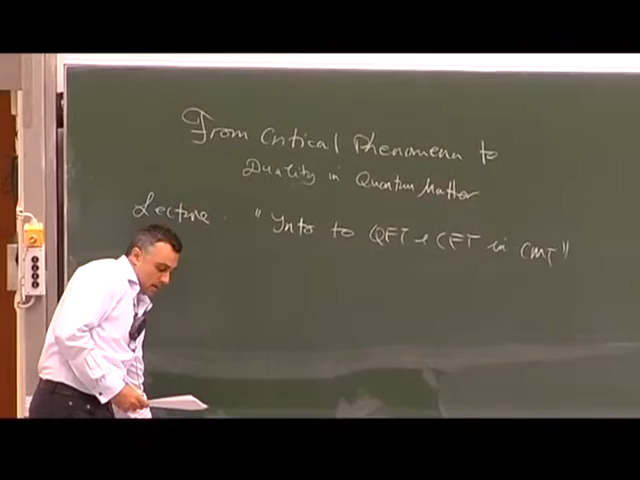 From Critical Phenomena to
Duality in Quantum Matter
Lecture. "Intro to QFT & CFT in CMT"